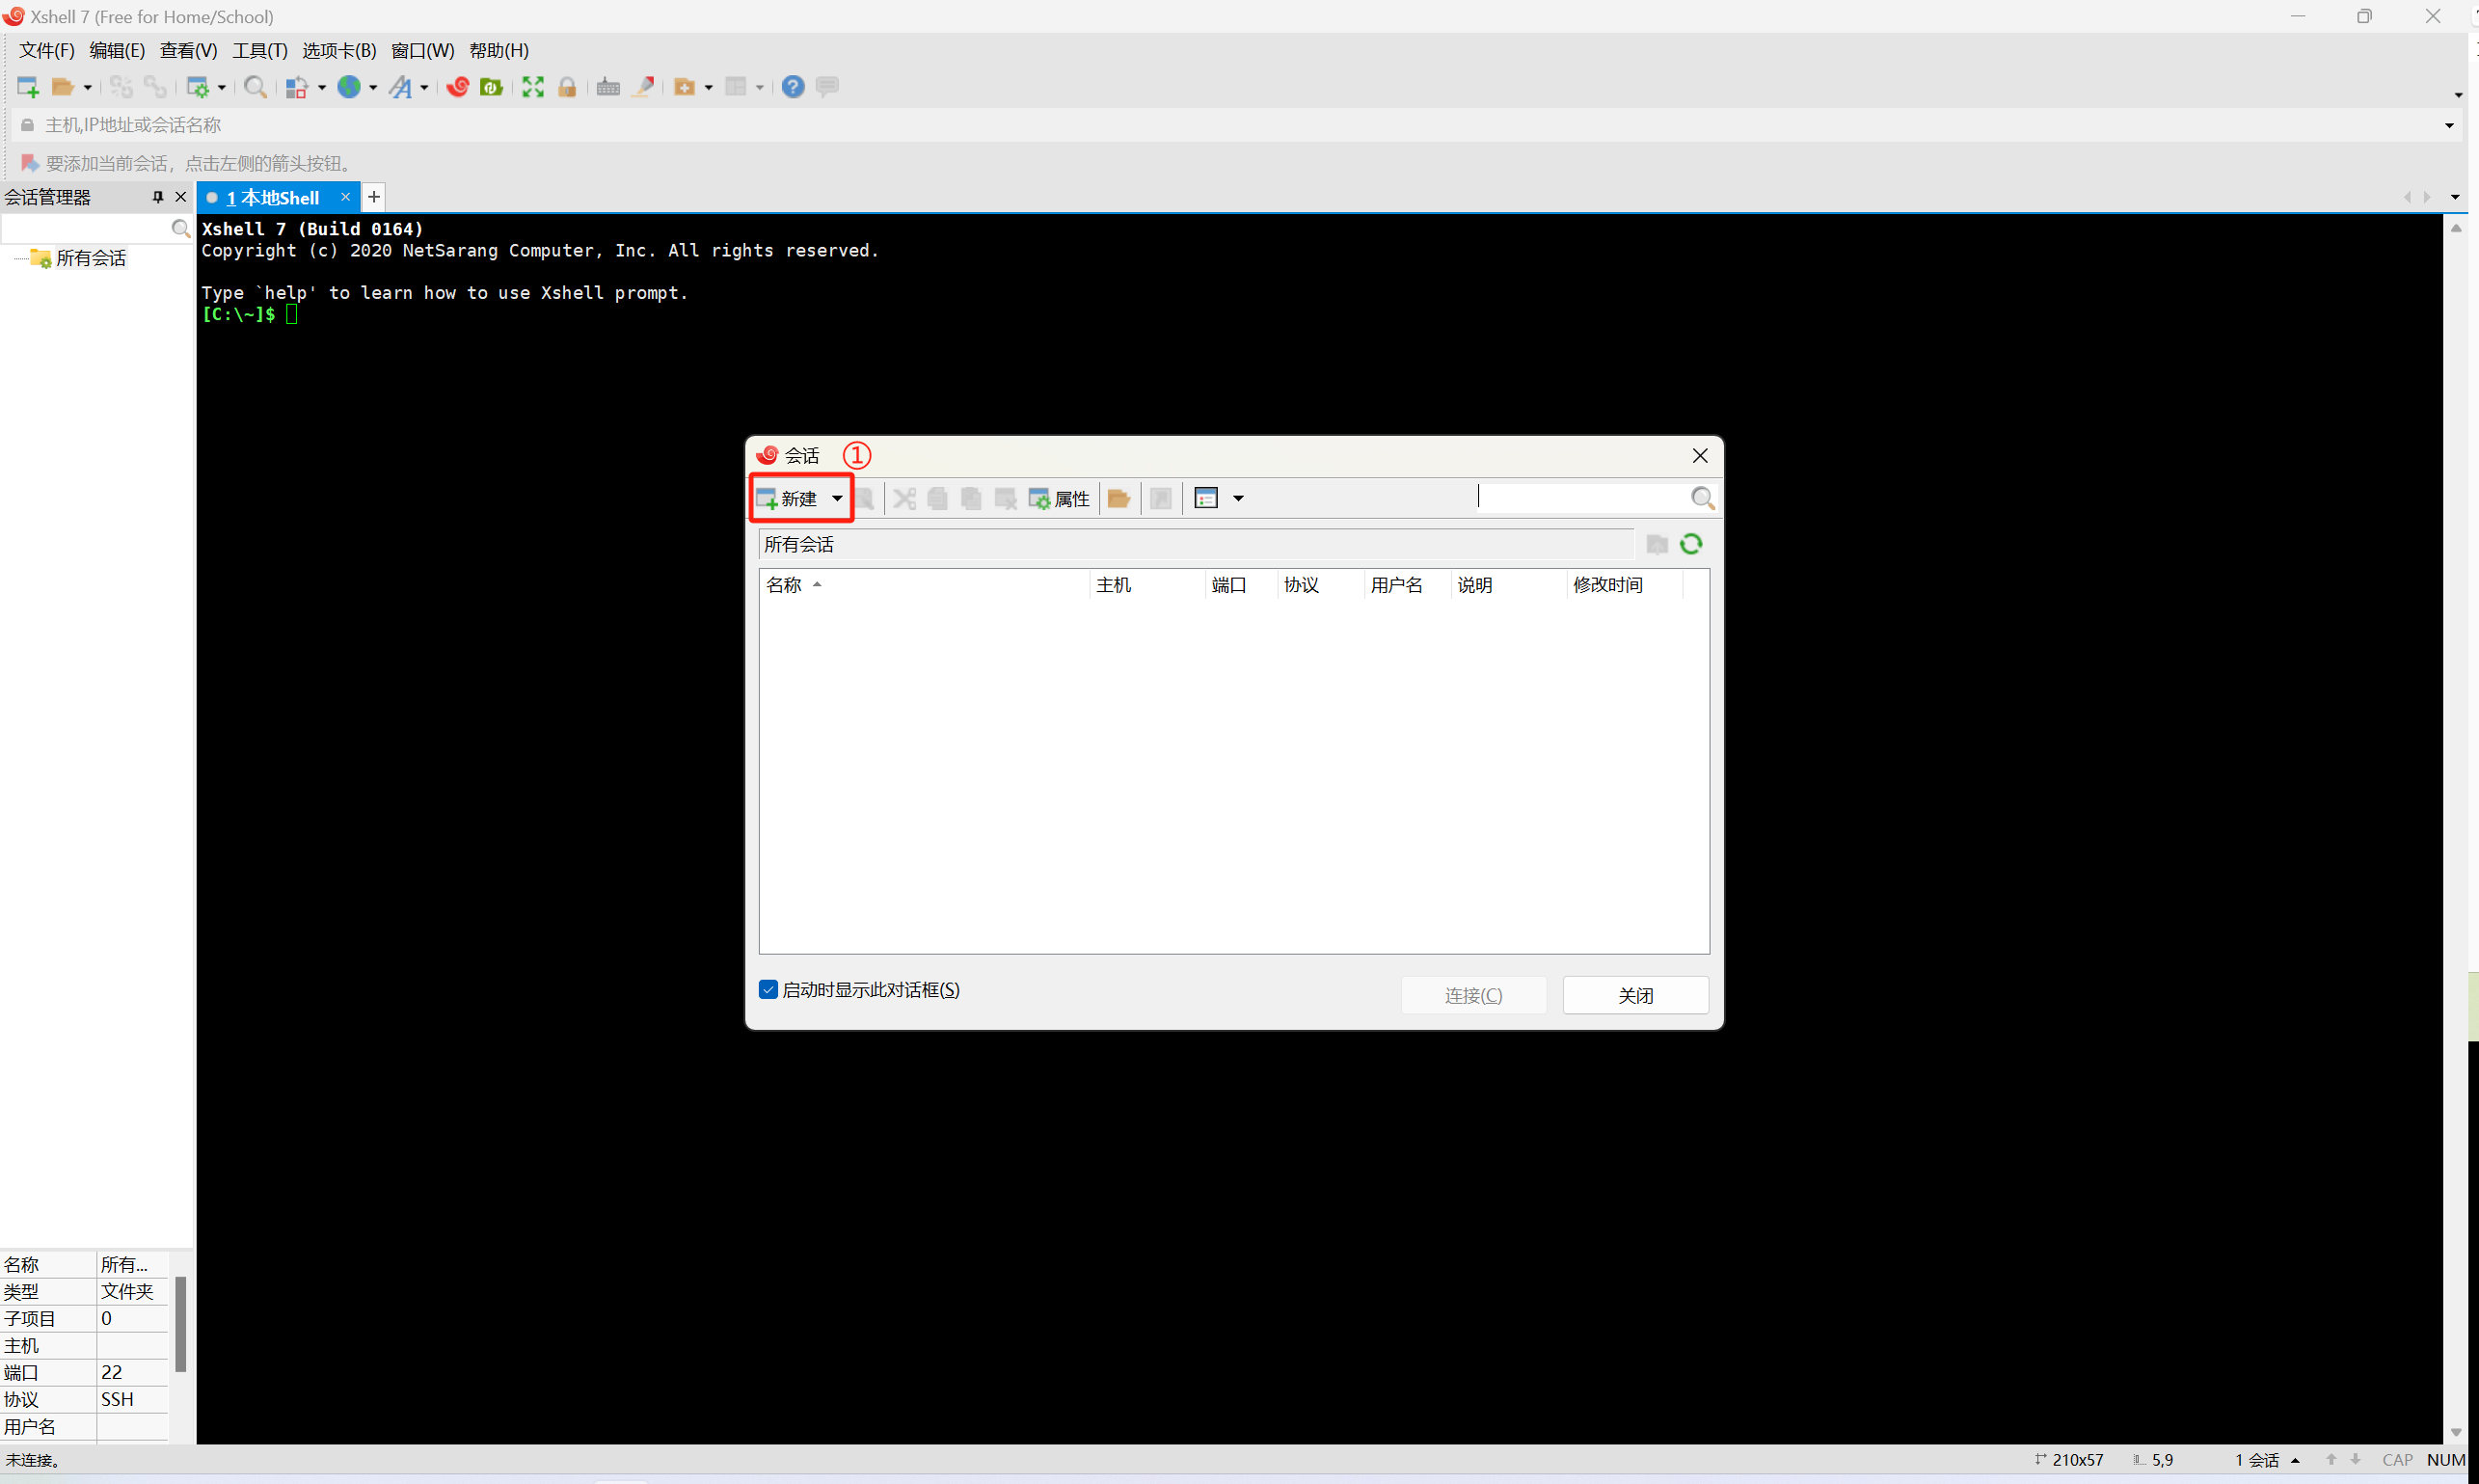 Xshell 7 (Free for Home/School)
文件(F) 编辑(E) 查看(V) 工具(T) 选项卡(B) 窗口(W) 帮助(H)
主机,IP地址或会话名称
要添加当前会话，点击左侧的箭头按钮。
会话管理器
1 本地Shell
所有会话
Xshell 7 (Build 0164)
Copyright (c) 2020 NetSarang Computer, Inc. All rights reserved.
Type `help' to learn how to use Xshell prompt.
[C:\~]$
会话 ①
新建 属性
所有会话
名称 主机 端口 协议 用户名 说明 修改时间
启动时显示此对话框(S)
连接(C) 关闭
名称 所有...
类型 文件夹
子项目 0
主机
端口 22
协议 SSH
用户名
未连接。 210x57 5,9 1 会话 CAP NUM